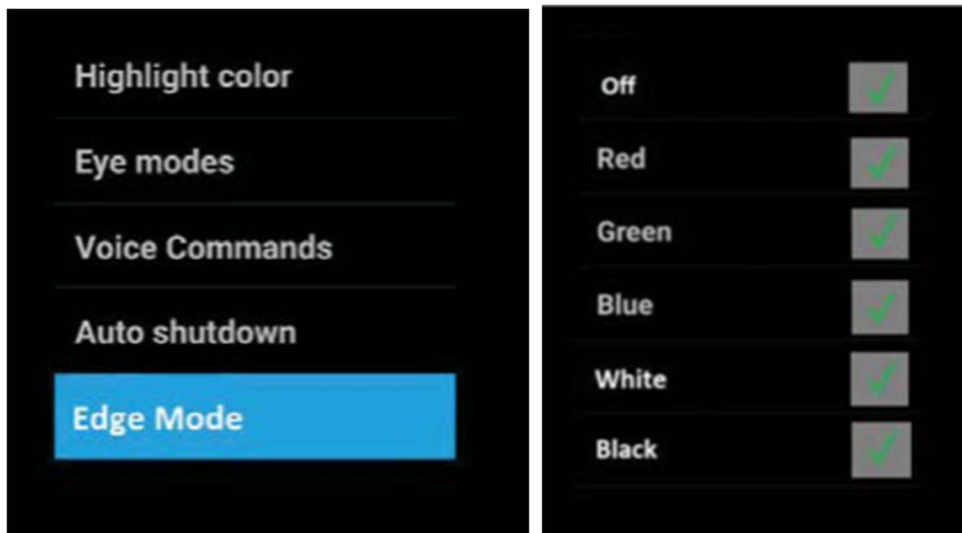 Highlight color
Eye modes
Voice Commands
Auto shutdown
Edge Mode
Off
Red
Green
Blue
White
Black